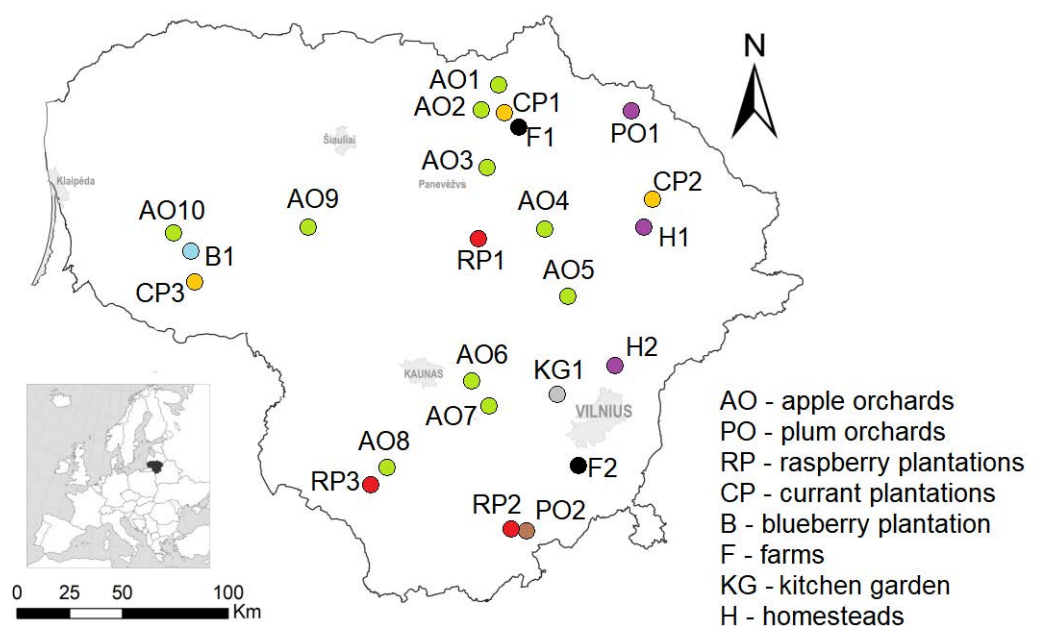 N
AO1
AO2
CP1
F1
PO1
Šiauliai
AO3
Panevėžys
Klaipėda
CP2
AO9
AO4
AO10
H1
B1
RP1
AO5
CP3
H2
AO6
KG1
KAUNAS
AO7
VILNIUS
AO8
F2
RP3
RP2
PO2
AO - apple orchards
PO - plum orchards
RP - raspberry plantations
CP - currant plantations
B - blueberry plantation
F - farms
KG - kitchen garden
H - homesteads
0 25 50 100
Km